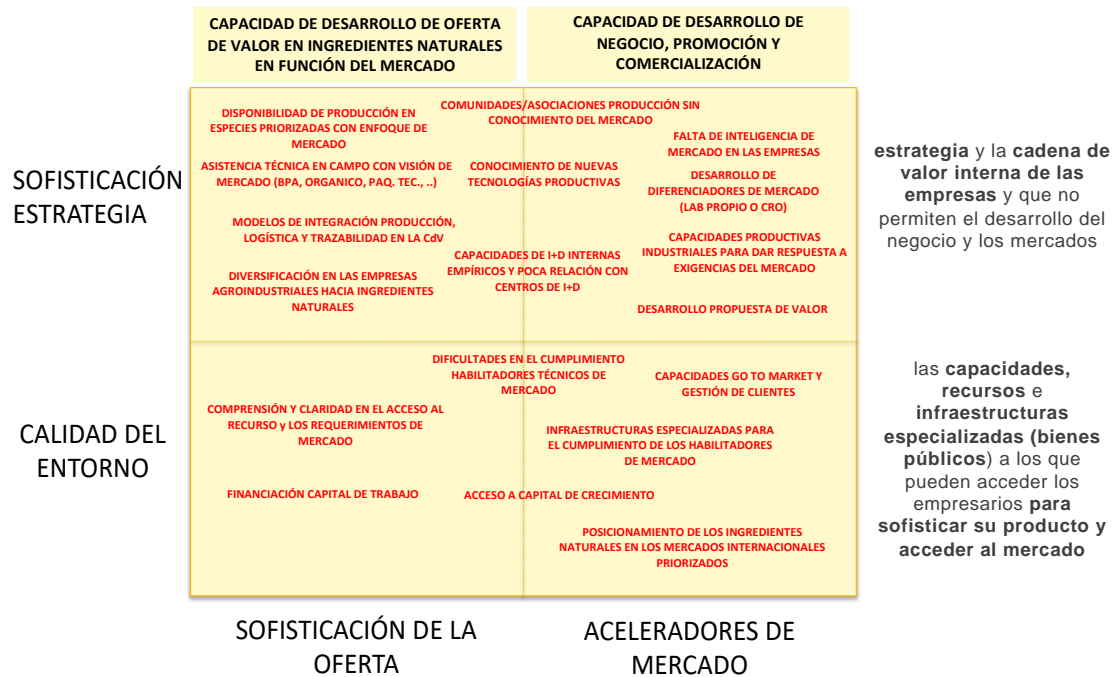 CAPACIDAD DE DESARROLLO DE OFERTA
DE VALOR EN INGREDIENTES NATURALES
EN FUNCIÓN DEL MERCADO
CAPACIDAD DE DESARROLLO DE
NEGOCIO, PROMOCIÓN Y
COMERCIALIZACIÓN
SOFISTICACIÓN
ESTRATEGIA
DISPONIBILIDAD DE PRODUCCIÓN EN
ESPECIES PRIORIZADAS CON ENFOQUE DE
MERCADO
COMUNIDADES/ASOCIACIONES PRODUCCIÓN SIN
CONOCIMIENTO DEL MERCADO
FALTA DE INTELIGENCIA DE
MERCADO EN LAS EMPRESAS
ASISTENCIA TÉCNICA EN CAMPO CON VISIÓN DE
MERCADO (BPA, ORGANICO, PAQ. TEC., ..)
CONOCIMIENTO DE NUEVAS
TECNOLOGÍAS PRODUCTIVAS
DESARROLLO DE
DIFERENCIADORES DE MERCADO
(LAB PROPIO O CRO)
MODELOS DE INTEGRACIÓN PRODUCCIÓN,
LOGÍSTICA Y TRAZABILIDAD EN LA CdV
CAPACIDADES DE I+D INTERNAS
EMPÍRICOS Y POCA RELACIÓN CON
CENTROS DE I+D
CAPACIDADES PRODUCTIVAS
INDUSTRIALES PARA DAR RESPUESTA A
EXIGENCIAS DEL MERCADO
DIVERSIFICACIÓN EN LAS EMPRESAS
AGROINDUSTRIALES HACIA INGREDIENTES
NATURALES
DESARROLLO PROPUESTA DE VALOR
estrategia y la cadena de
valor interna de las
empresas y que no
permiten el desarrollo del
negocio y los mercados
CALIDAD DEL
ENTORNO
DIFICULTADES EN EL CUMPLIMIENTO
HABILITADORES TÉCNICOS DE
MERCADO
CAPACIDADES GO TO MARKET Y
GESTIÓN DE CLIENTES
COMPRENSIÓN Y CLARIDAD EN EL ACCESO AL
RECURSO y LOS REQUERIMIENTOS DE
MERCADO
INFRAESTRUCTURAS ESPECIALIZADAS PARA
EL CUMPLIMIENTO DE LOS HABILITADORES
DE MERCADO
FINANCIACIÓN CAPITAL DE TRABAJO
ACCESO A CAPITAL DE CRECIMIENTO
POSICIONAMIENTO DE LOS INGREDIENTES
NATURALES EN LOS MERCADOS INTERNACIONALES
PRIORIZADOS
las capacidades,
recursos e
infraestructuras
especializadas (bienes
públicos) a los que
pueden acceder los
empresarios para
sofisticar su producto y
acceder al mercado
SOFISTICACIÓN DE LA
OFERTA
ACELERADORES DE
MERCADO